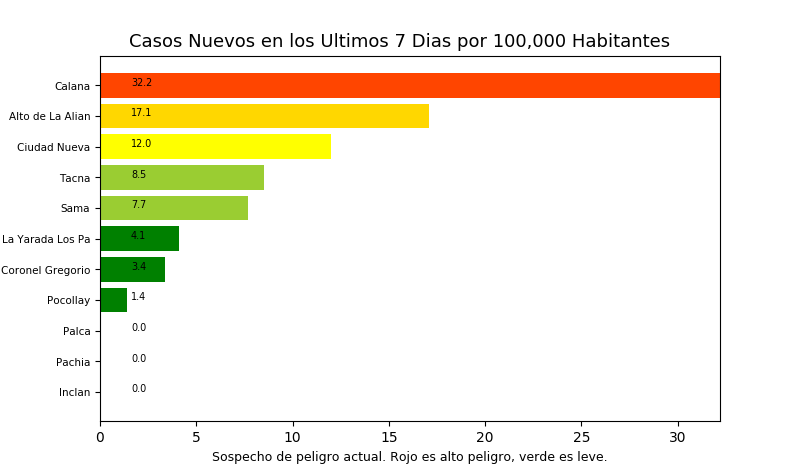 Casos Nuevos en los Ultimos 7 Dias por 100,000 Habitantes
Calana 32.2
Alto de La Alian 17.1
Ciudad Nueva 12.0
Tacna 8.5
Sama 7.7
La Yarada Los Pa 4.1
Coronel Gregorio 3.4
Pocollay 1.4
Palca 0.0
Pachia 0.0
Inclan 0.0
0 5 10 15 20 25 30
Sospecho de peligro actual. Rojo es alto peligro, verde es leve.